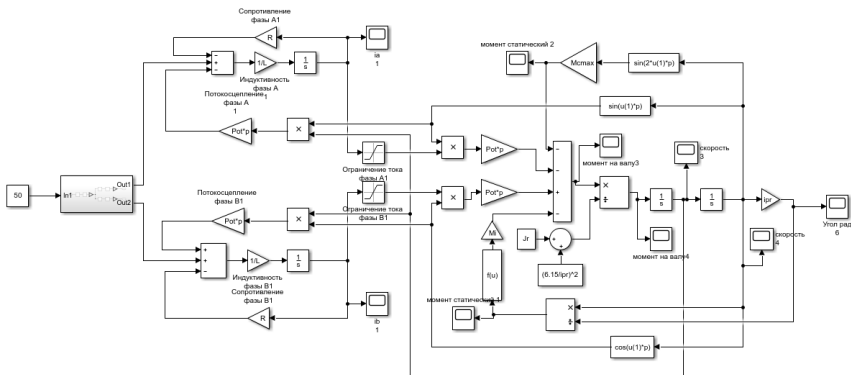 Сопротивление
фазы A1
R
ia
1
1/L
1
s
Индуктивность
фазы A
1
Потокосцепление
фазы A
1
Pot*p
×
50
In1
Out1
Out2
Ограничение тока
фазы A1
Ограничение тока
фазы B1
Потокосцепление
фазы B1
Pot*p
×
1/L
1
s
Индуктивность
фазы B1
Сопротивление
фазы B1
R
ib
1
момент статический 2
Mcmax
sin(2*u(1)*p)
sin(u(1)*p)
×
Pot*p
×
Pot*p
момент на валу3
скорость
3
×
÷
1
s
1
s
ipr
Угол рад
6
скорость
4
момент на валу4
Mi
Jr
(6.15/ipr)^2
f(u)
момент статический 1
×
÷
cos(u(1)*p)